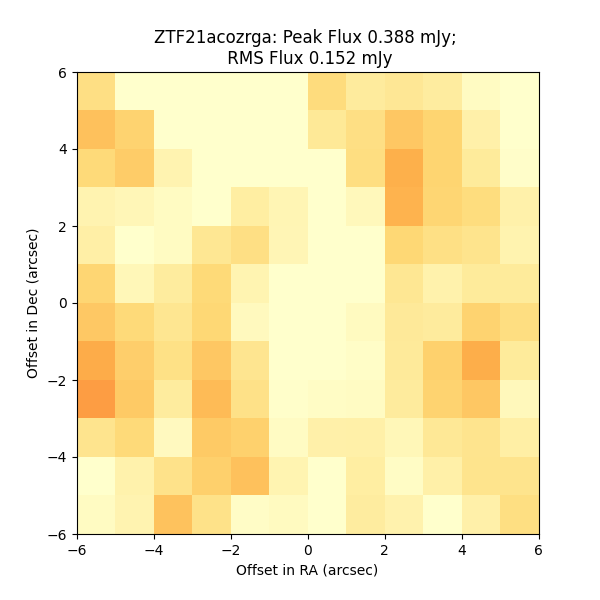 ZTF21acozrga: Peak Flux 0.388 mJy;
RMS Flux 0.152 mJy
6
4
2
0
−2
−4
−6
Offset in Dec (arcsec)
−6 −4 −2 0 2 4 6
Offset in RA (arcsec)